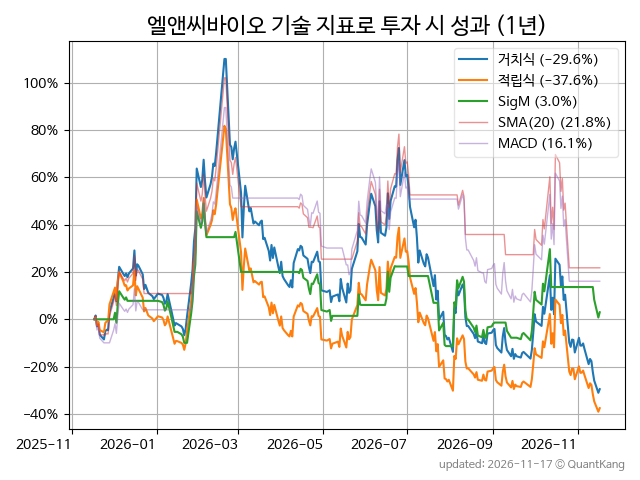 엘앤씨바이오 기술 지표로 투자 시 성과 (1년)
거치식 (-29.6%)
적립식 (-37.6%)
SigM (3.0%)
SMA(20) (21.8%)
MACD (16.1%)
100%
80%
60%
40%
20%
0%
−20%
−40%
2025-11 2026-01 2026-03 2026-05 2026-07 2026-09 2026-11
updated: 2026-11-17 © QuantKang